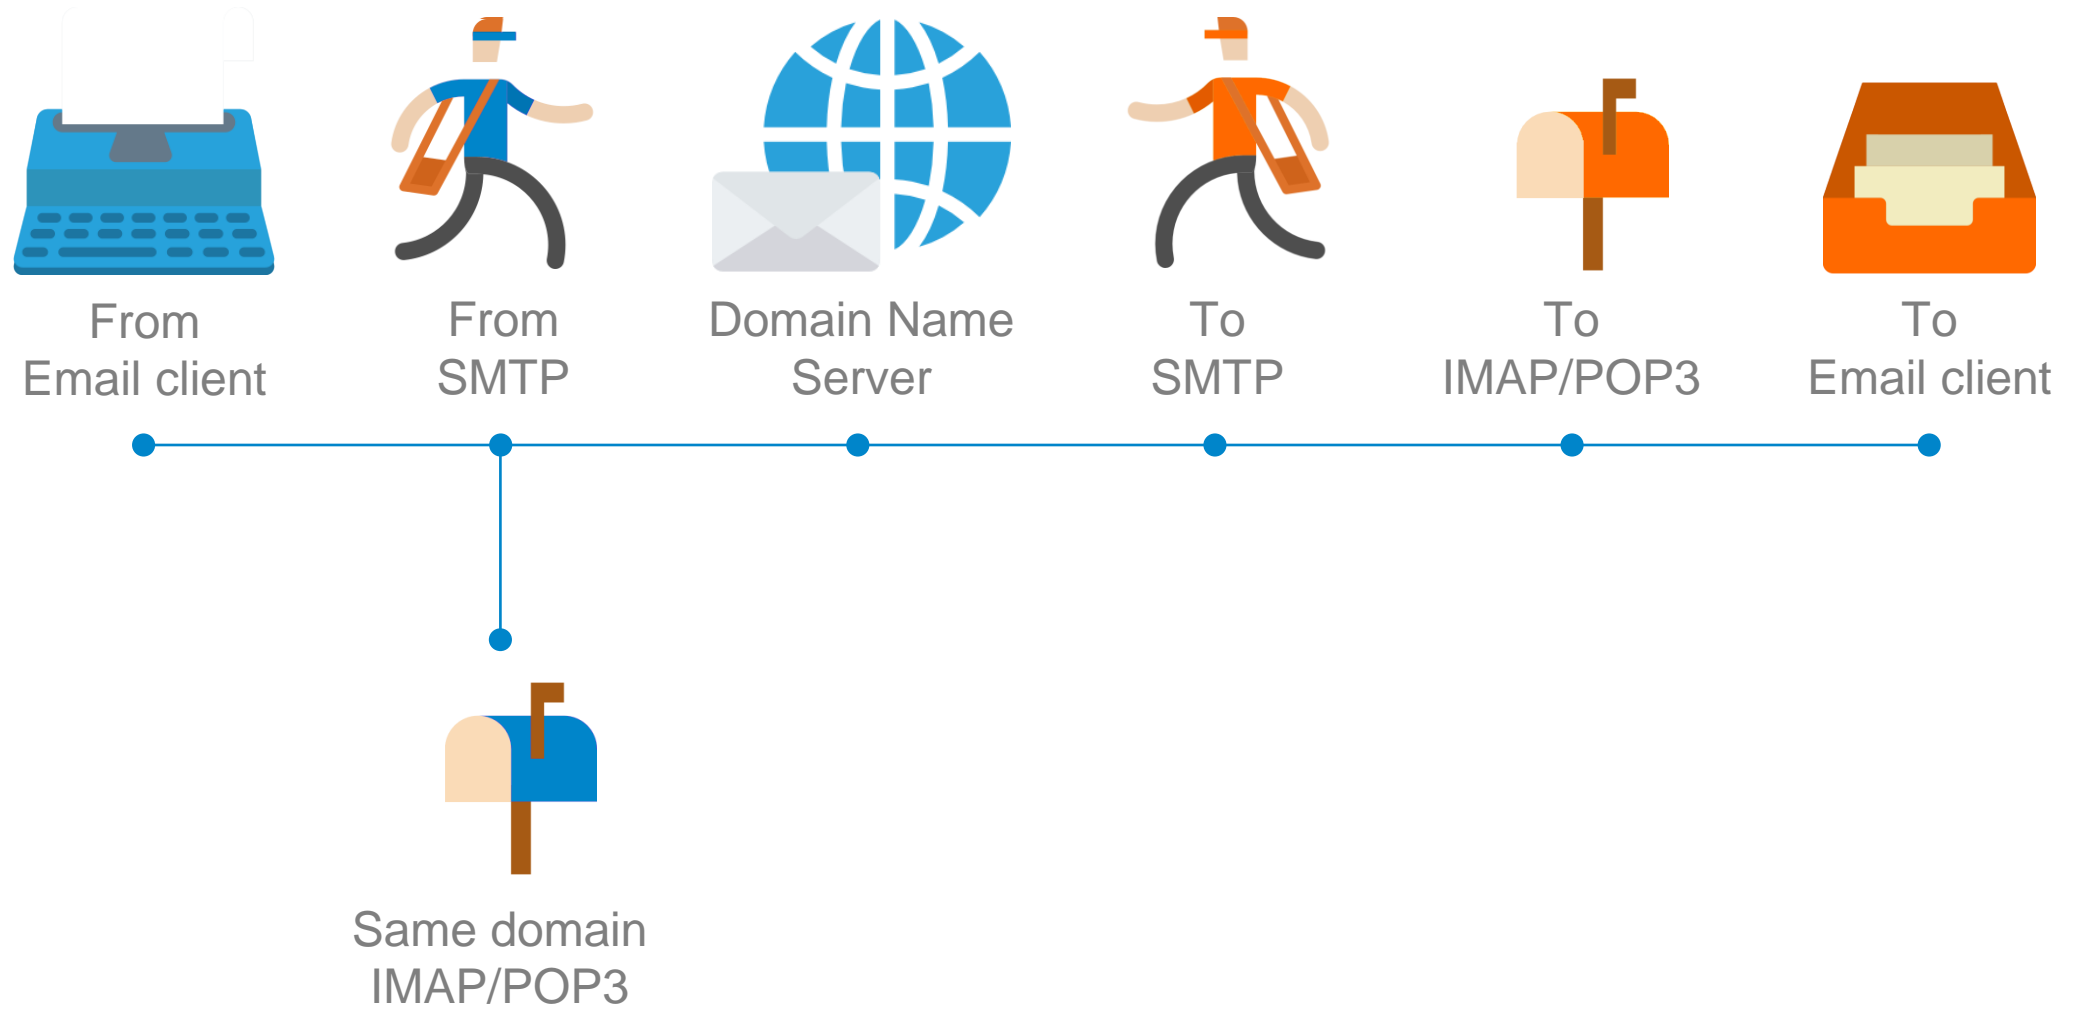 From
Email client
From
SMTP
Domain Name
Server
To
SMTP
To
IMAP/POP3
To
Email client
Same domain
IMAP/POP3